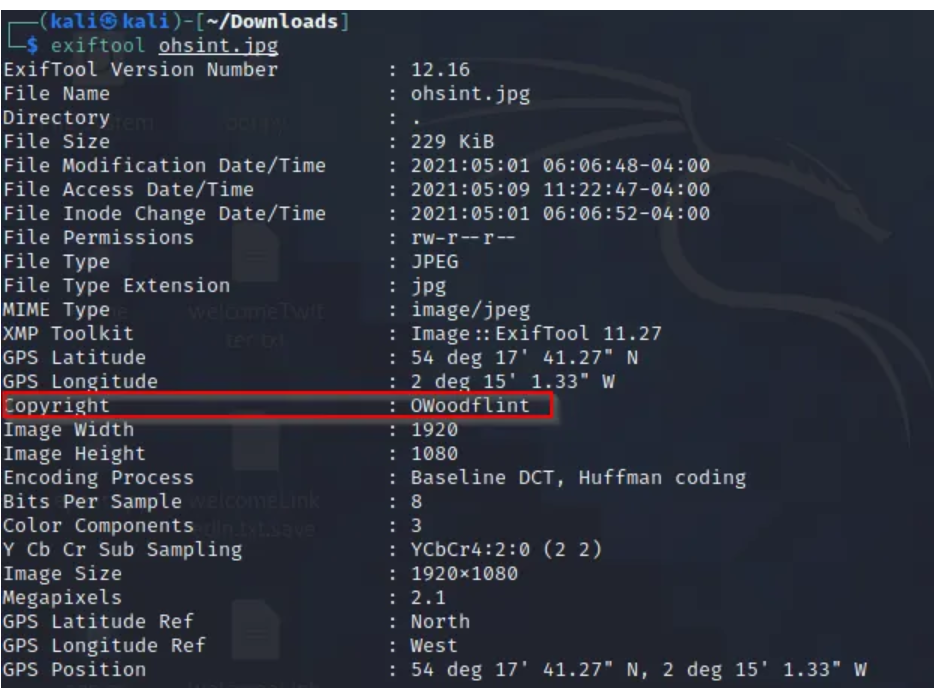 (kali㉿kali)-[~/Downloads]
$ exiftool ohsint.jpg
ExifTool Version Number : 12.16
File Name : ohsint.jpg
Directory : .
File Size : 229 KiB
File Modification Date/Time : 2021:05:01 06:06:48-04:00
File Access Date/Time : 2021:05:09 11:22:47-04:00
File Inode Change Date/Time : 2021:05:01 06:06:52-04:00
File Permissions : rw-r--r--
File Type : JPEG
File Type Extension : jpg
MIME Type : image/jpeg
XMP Toolkit : Image::ExifTool 11.27
GPS Latitude : 54 deg 17' 41.27" N
GPS Longitude : 2 deg 15' 1.33" W
Copyright : OWoodflint
Image Width : 1920
Image Height : 1080
Encoding Process : Baseline DCT, Huffman coding
Bits Per Sample : 8
Color Components : 3
Y Cb Cr Sub Sampling : YCbCr4:2:0 (2 2)
Image Size : 1920×1080
Megapixels : 2.1
GPS Latitude Ref : North
GPS Longitude Ref : West
GPS Position : 54 deg 17' 41.27" N, 2 deg 15' 1.33" W